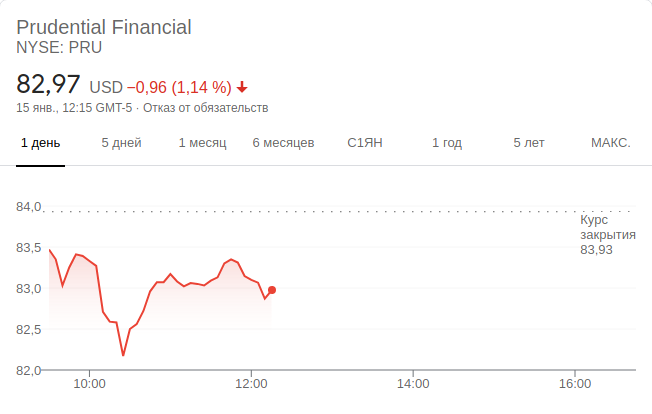 Prudential Financial
NYSE: PRU
82,97 USD −0,96 (1,14 %)
15 янв., 12:15 GMT-5 · Отказ от обязательств
1 день 5 дней 1 месяц 6 месяцев С1ЯН 1 год 5 лет МАКС.
84,0
Курс
закрытия
83,93
83,5
83,0
82,5
82,0
10:00 12:00 14:00 16:00